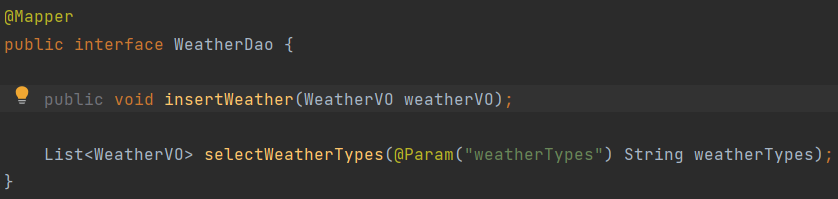 @Mapper
public interface WeatherDao {
public void insertWeather(WeatherVO weatherVO);
List<WeatherVO> selectWeatherTypes(@Param("weatherTypes") String weatherTypes);
}